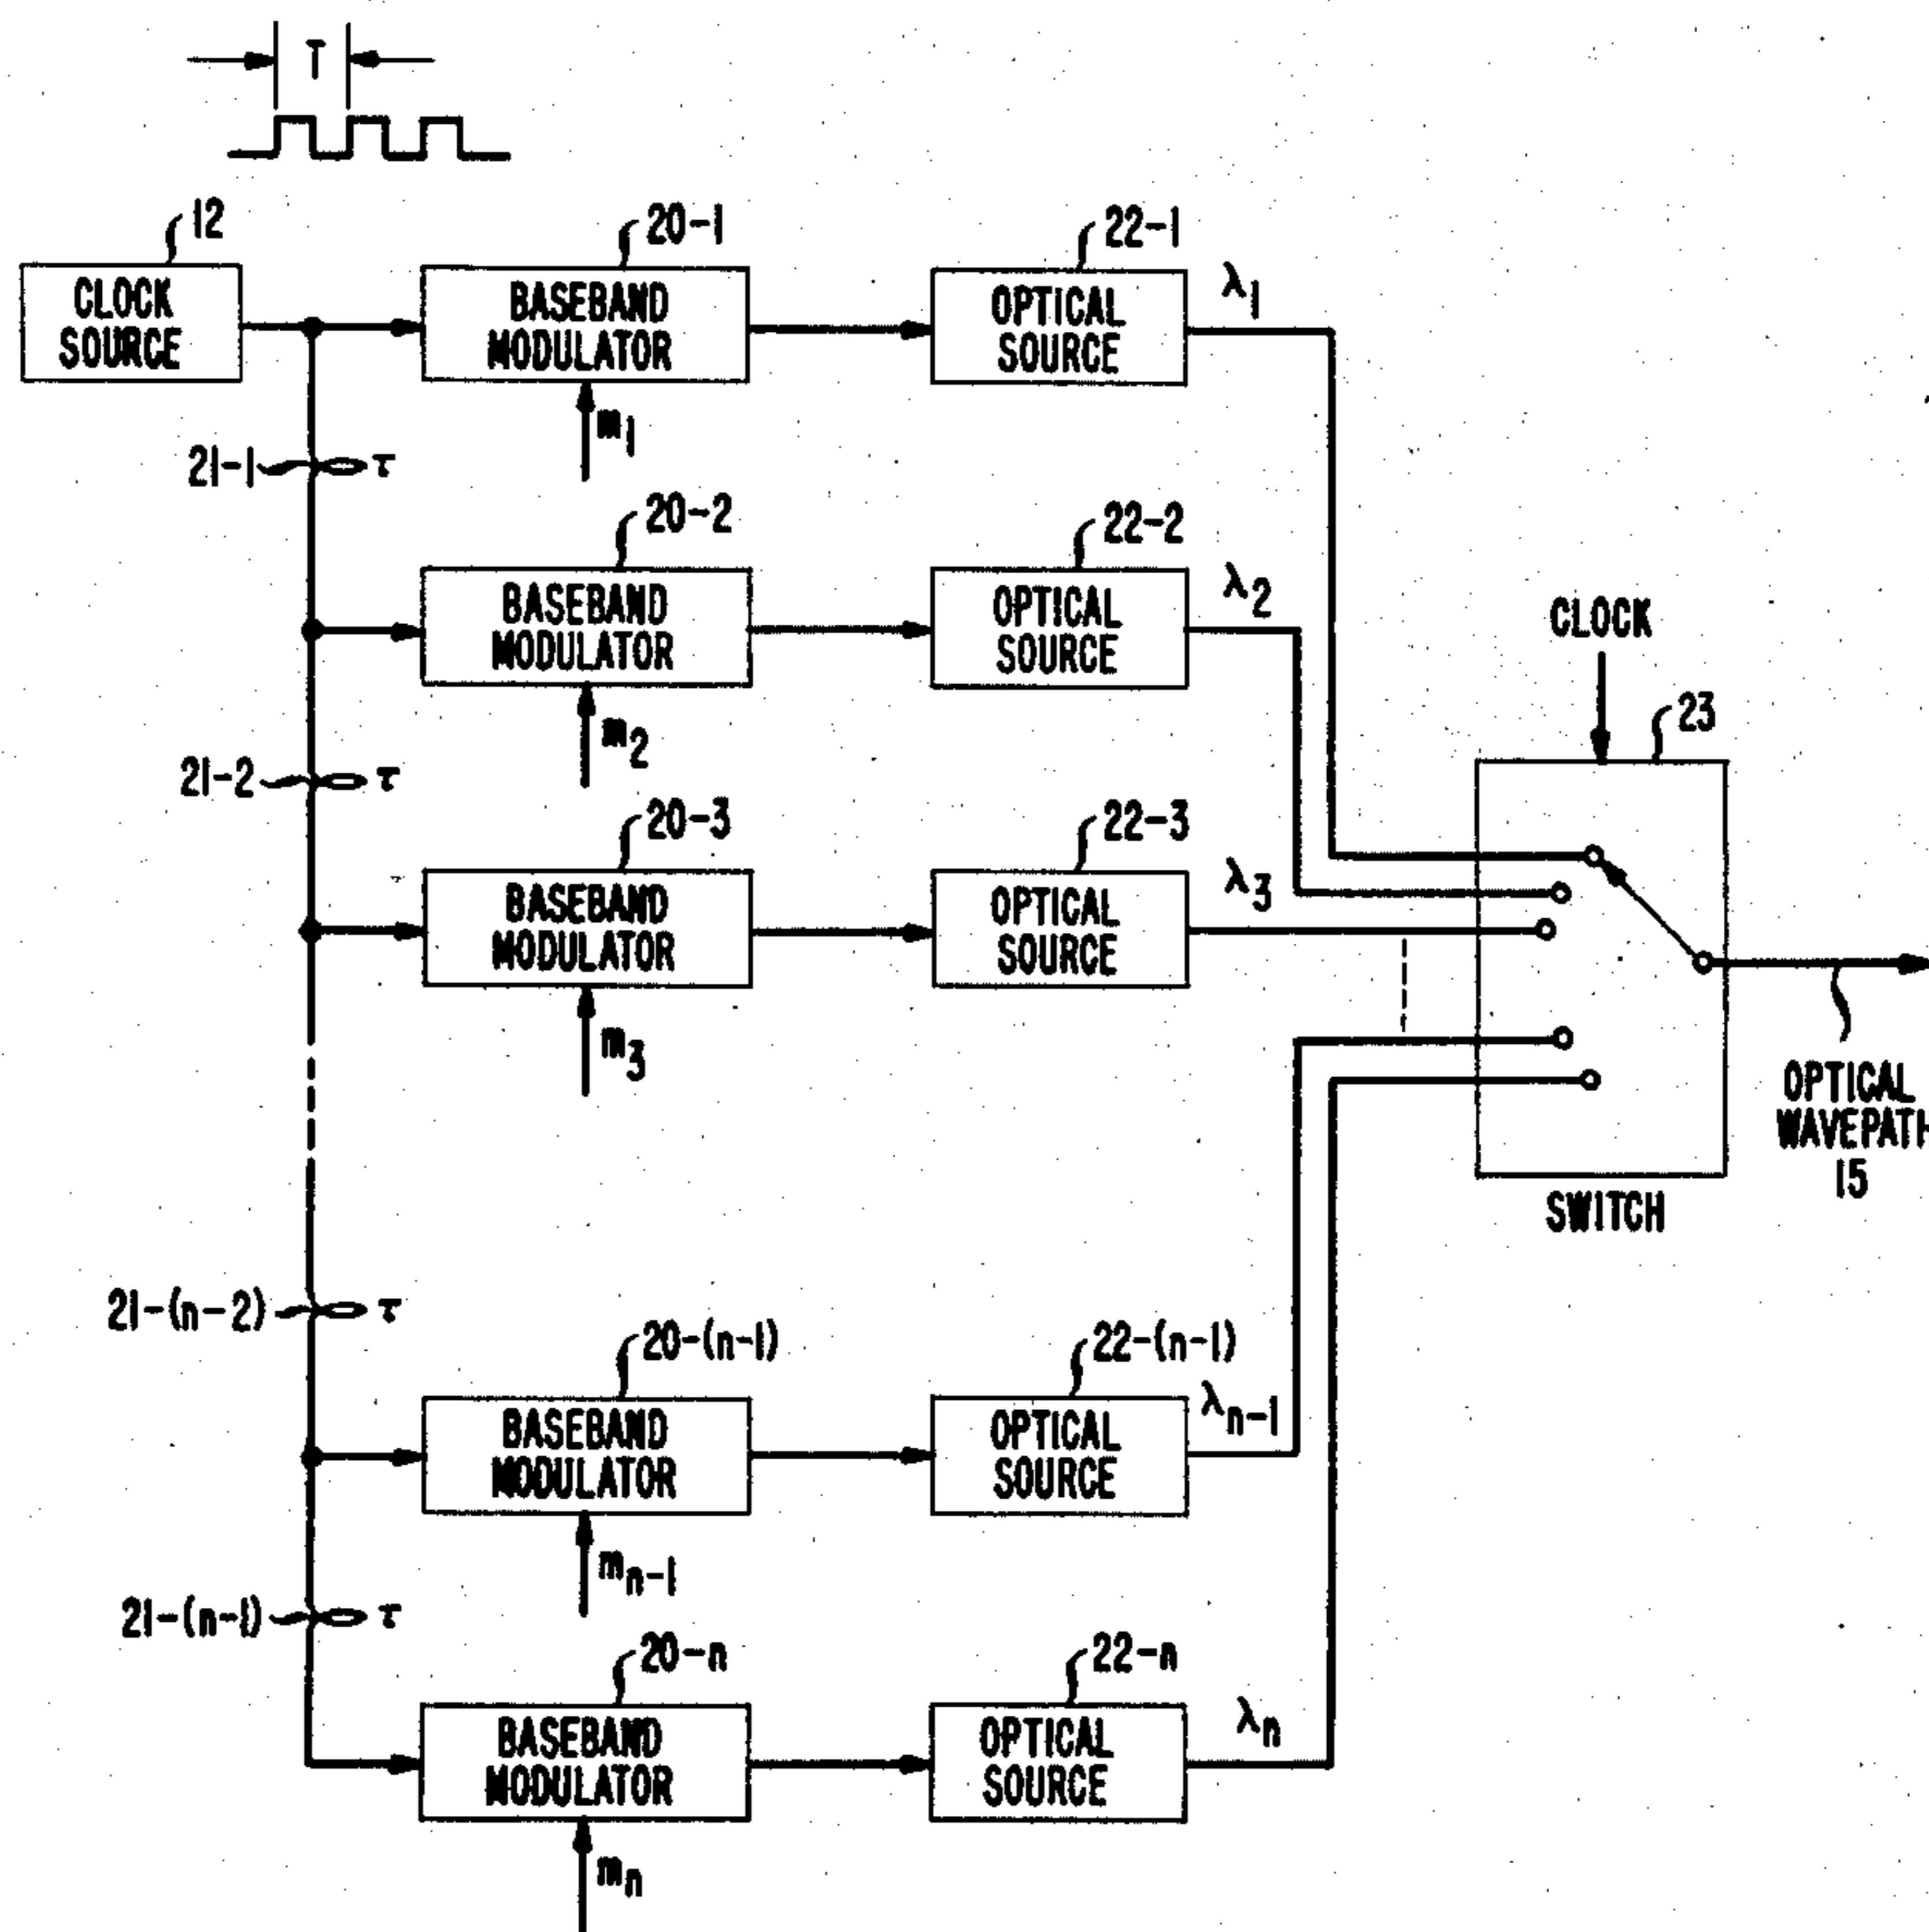 T
12
20-1
22-1
CLOCK
SOURCE
BASEBAND
MODULATOR
OPTICAL
SOURCE
λ1
m1
21-1
τ
20-2
22-2
BASEBAND
MODULATOR
OPTICAL
SOURCE
λ2
CLOCK
m2
23
21-2
τ
20-3
22-3
BASEBAND
MODULATOR
OPTICAL
SOURCE
λ3
m3
OPTICAL
WAVEPATH
15
SWITCH
21-(n-2)
τ
20-(n-1)
22-(n-1)
BASEBAND
MODULATOR
OPTICAL
SOURCE
λn-1
mn-1
21-(n-1)
τ
20-n
22-n
BASEBAND
MODULATOR
OPTICAL
SOURCE
λn
mn